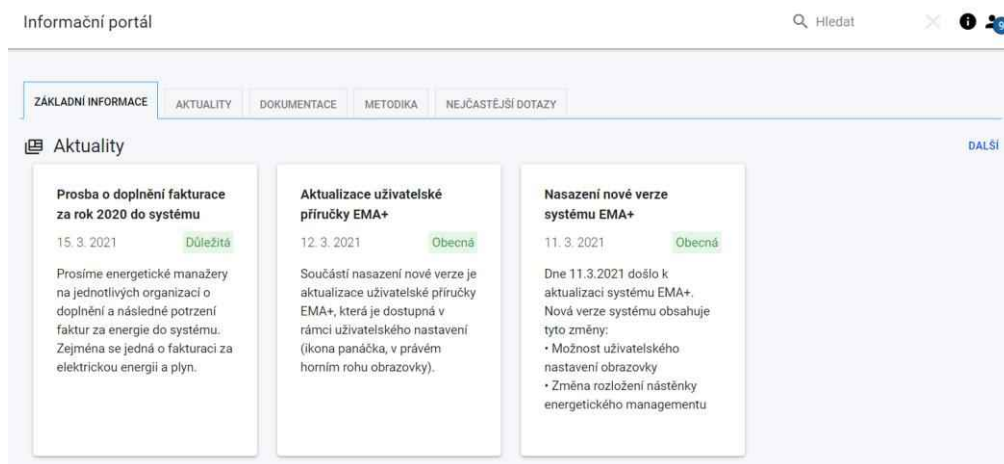 Informační portál
Hledat
9
ZÁKLADNÍ INFORMACE
AKTUALITY
DOKUMENTACE
METODIKA
NEJČASTĚJŠÍ DOTAZY
Aktuality
DALŠÍ
Prosba o doplnění fakturace
za rok 2020 do systému
15. 3. 2021
Důležitá
Prosíme energetické manažery
na jednotlivých organizací o
doplnění a následné potrzení
faktur za energie do systému.
Zejména se jedná o fakturaci za
elektrickou energii a plyn.
Aktualizace uživatelské
příručky EMA+
12. 3. 2021
Obecná
Součástí nasazení nové verze je
aktualizace uživatelské příručky
EMA+, která je dostupná v
rámci uživatelského nastavení
(ikona panáčka, v právém
horním rohu obrazovky).
Nasazení nové verze
systému EMA+
11. 3. 2021
Obecná
Dne 11.3.2021 došlo k
aktualizaci systému EMA+.
Nová verze systému obsahuje
tyto změny:
• Možnost uživatelského
nastavení obrazovky
• Změna rozložení nástěnky
energetického managementu